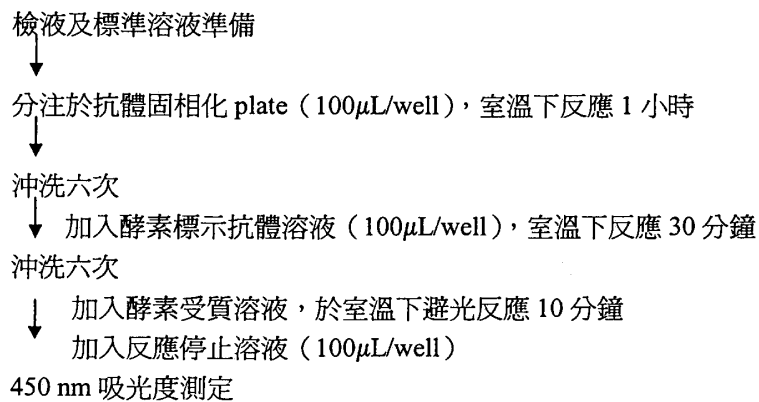 檢液及標準溶液準備
分注於抗體固相化 plate（100μL/well），室溫下反應 1 小時
沖洗六次
加入酵素標示抗體溶液（100μL/well），室溫下反應 30 分鐘
沖洗六次
加入酵素受質溶液，於室溫下避光反應 10 分鐘
加入反應停止溶液（100μL/well）
450 nm 吸光度測定